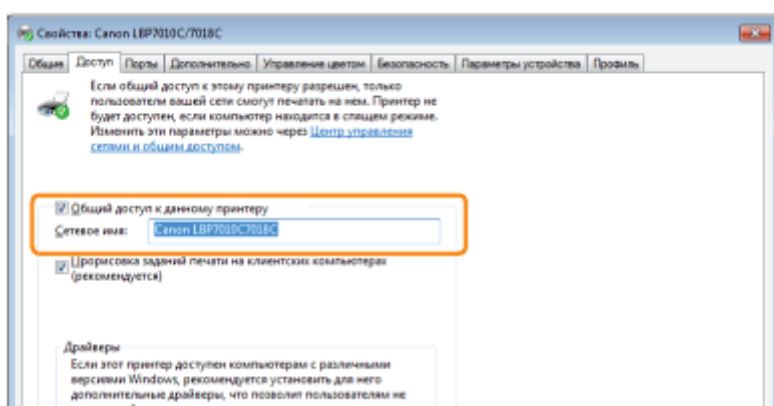 Свойства: Canon LBP7010C/7018C
Общие Доступ Порты Дополнительно Управление цветом Безопасность Параметры устройства Профиль
Если общий доступ к этому принтеру разрешен, только
пользователи вашей сети смогут печатать на нем. Принтер не
будет доступен, если компьютер находится в спящем режиме.
Изменить эти параметры можно через Центр управления
сетями и общим доступом.
Общий доступ к данному принтеру
Сетевое имя: Canon LBP7010C7018C
Прорисовка заданий печати на клиентских компьютерах
(рекомендуется)
Драйверы
Если этот принтер доступен компьютерам с различными
версиями Windows, рекомендуется установить для него
дополнительные драйверы, что позволит пользователям не